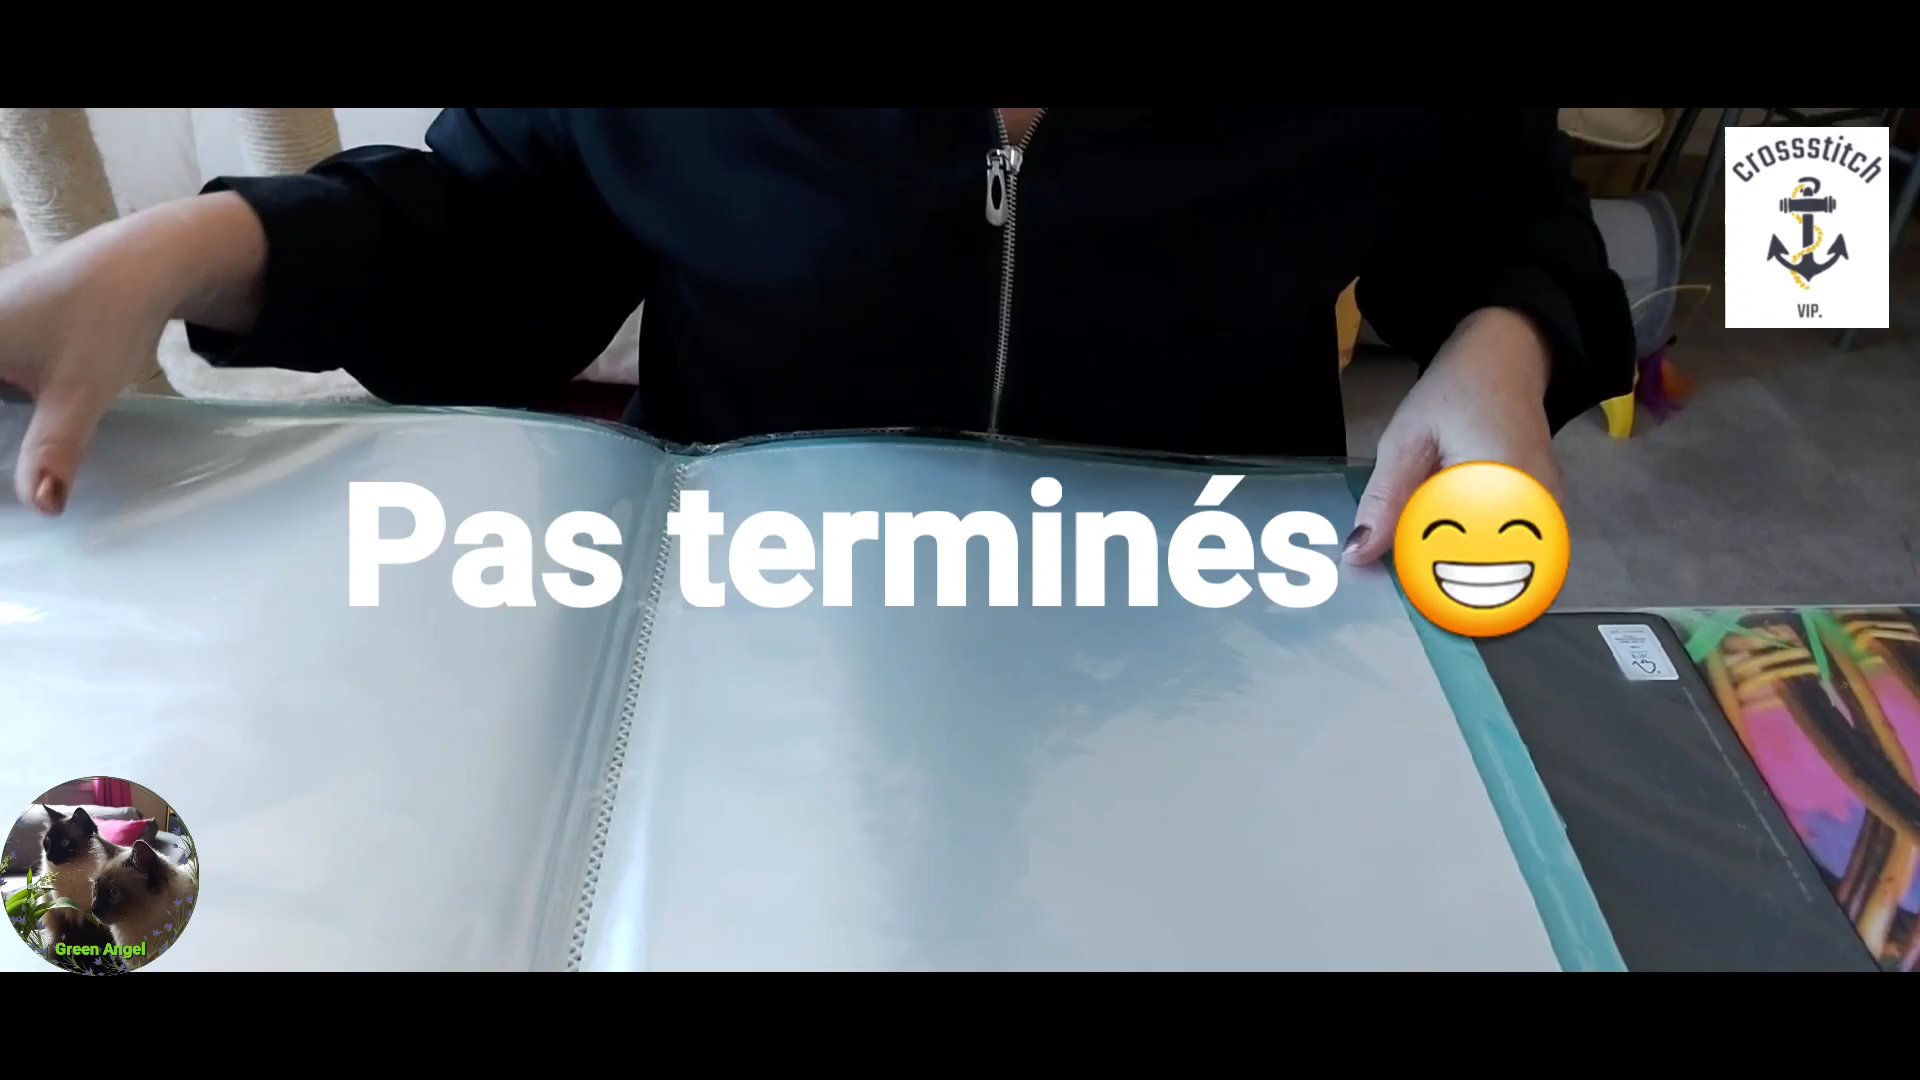 crossstitch
VIP.
Pas terminés 😁
Green Angel